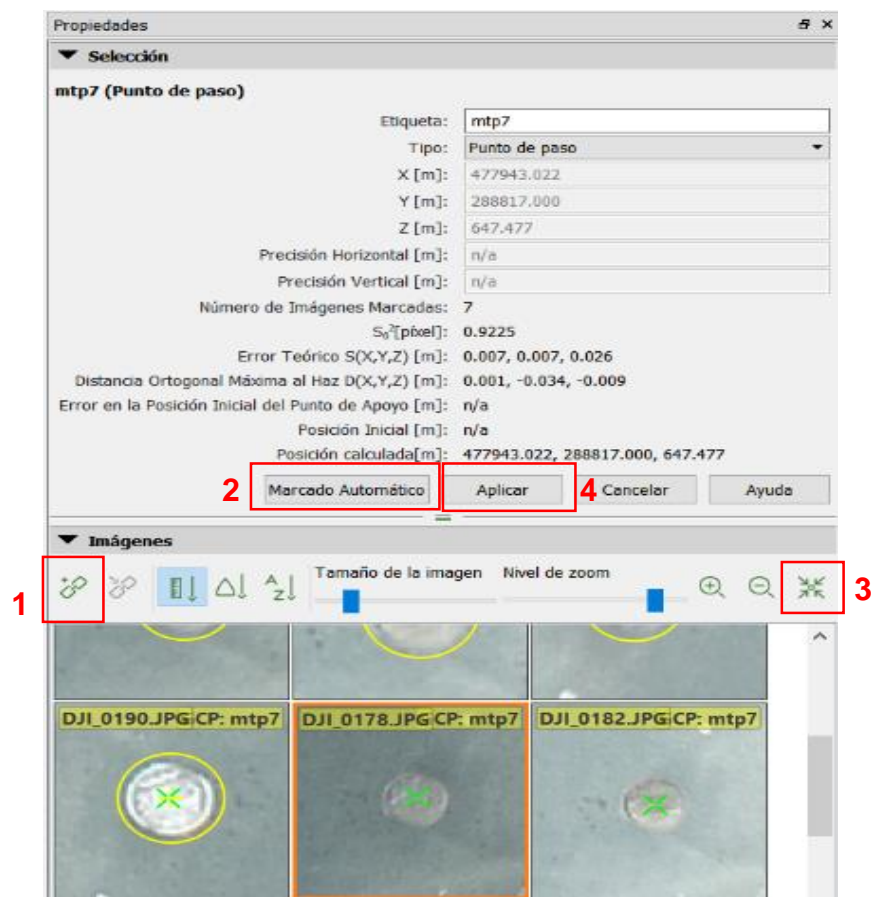 Propiedades
Selección
mtp7 (Punto de paso)
Etiqueta: mtp7
Tipo: Punto de paso
X [m]: 477943.022
Y [m]: 288817.000
Z [m]: 647.477
Precisión Horizontal [m]: n/a
Precisión Vertical [m]: n/a
Número de Imágenes Marcadas: 7
S₀²[píxel]: 0.9225
Error Teórico S(X,Y,Z) [m]: 0.007, 0.007, 0.026
Distancia Ortogonal Máxima al Haz D(X,Y,Z) [m]: 0.001, -0.034, -0.009
Error en la Posición Inicial del Punto de Apoyo [m]: n/a
Posición Inicial [m]: n/a
Posición calculada[m]: 477943.022, 288817.000, 647.477
2 Marcado Automático Aplicar 4 Cancelar Ayuda
Imágenes
1 A Z Tamaño de la imagen Nivel de zoom 3
DJI_0190.JPG CP: mtp7 DJI_0178.JPG CP: mtp7 DJI_0182.JPG CP: mtp7